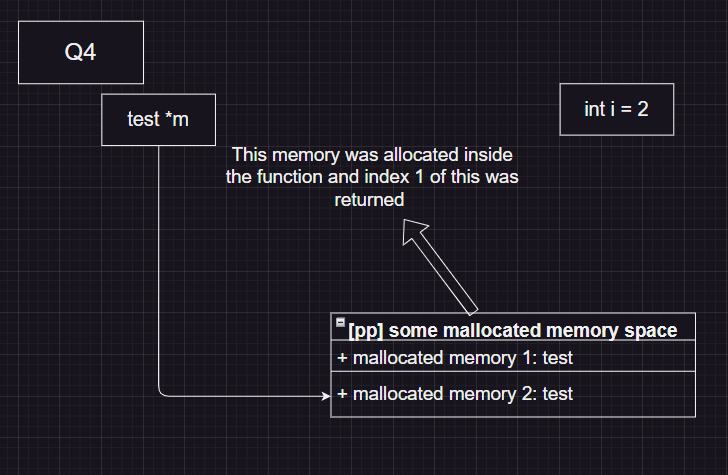 Q4
test *m
int i = 2
This memory was allocated inside
the function and index 1 of this was
returned
[pp] some mallocated memory space
+ mallocated memory 1: test
+ mallocated memory 2: test